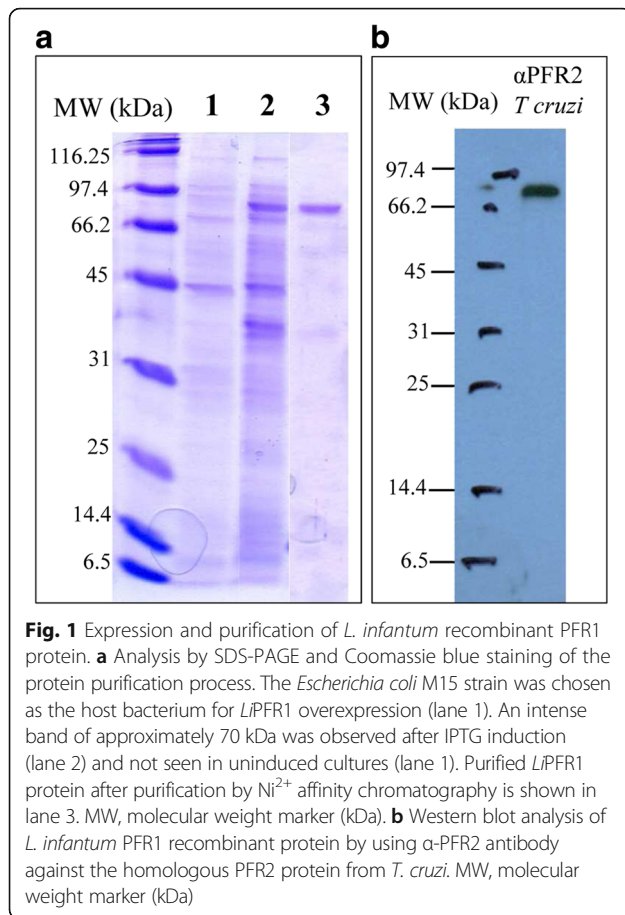 a
MW (kDa) 1 2 3
116.25
97.4
66.2
45
31
25
14.4
6.5
b
αPFR2
MW (kDa) T cruzi
97.4
66.2
45
31
25
14.4
6.5
Fig. 1 Expression and purification of L. infantum recombinant PFR1
protein. a Analysis by SDS-PAGE and Coomassie blue staining of the
protein purification process. The Escherichia coli M15 strain was chosen
as the host bacterium for LiPFR1 overexpression (lane 1). An intense
band of approximately 70 kDa was observed after IPTG induction
(lane 2) and not seen in uninduced cultures (lane 1). Purified LiPFR1
protein after purification by Ni2+ affinity chromatography is shown in
lane 3. MW, molecular weight marker (kDa). b Western blot analysis of
L. infantum PFR1 recombinant protein by using α-PFR2 antibody
against the homologous PFR2 protein from T. cruzi. MW, molecular
weight marker (kDa)